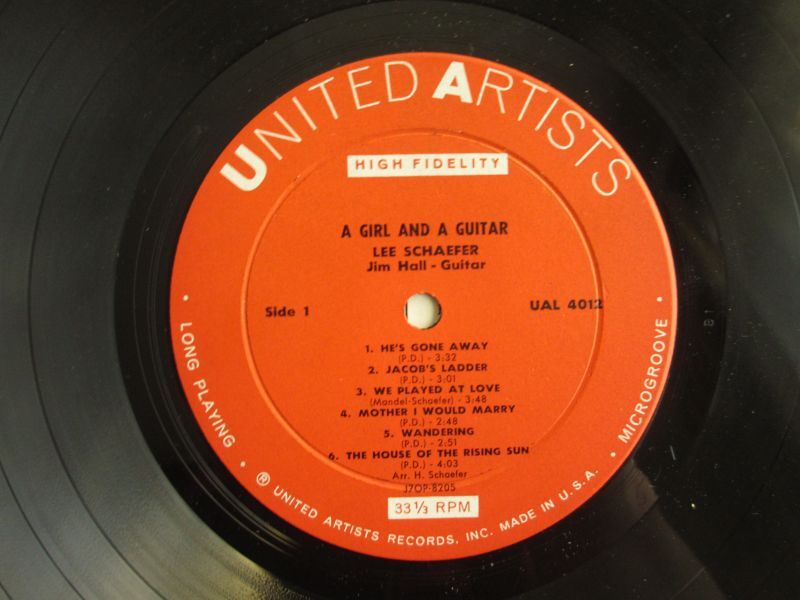 UNITED ARTISTS
HIGH FIDELITY
A GIRL AND A GUITAR
LEE SCHAEFER
Jim Hall - Guitar
Side 1
UAL 4012
1. HE'S GONE AWAY
(P.D.) - 3:32
2. JACOB'S LADDER
(P.D.) - 3:01
3. WE PLAYED AT LOVE
(Mandel-Schaefer) - 3:48
4. MOTHER I WOULD MARRY
(P.D.) - 2:48
5. WANDERING
(P.D.) - 2:51
6. THE HOUSE OF THE RISING SUN
(P.D.) - 4:03
Arr. H. Schaefer
J7OP-8205
33 1/3 RPM
• LONG PLAYING •
® UNITED ARTISTS RECORDS, INC. MADE IN U.S.A.
• MICROGROOVE •